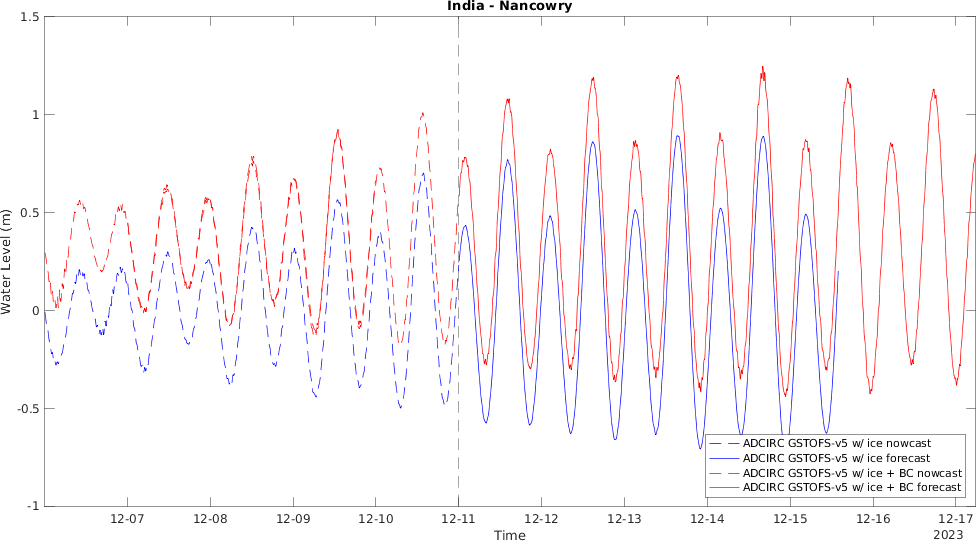 India - Nancowry
1.5
1
0.5
0
-0.5
-1
Water Level (m)
ADCIRC GSTOFS-v5 w/ ice nowcast
ADCIRC GSTOFS-v5 w/ ice forecast
ADCIRC GSTOFS-v5 w/ ice + BC nowcast
ADCIRC GSTOFS-v5 w/ ice + BC forecast
12-07 12-08 12-09 12-10 12-11 12-12 12-13 12-14 12-15 12-16 12-17
Time
2023